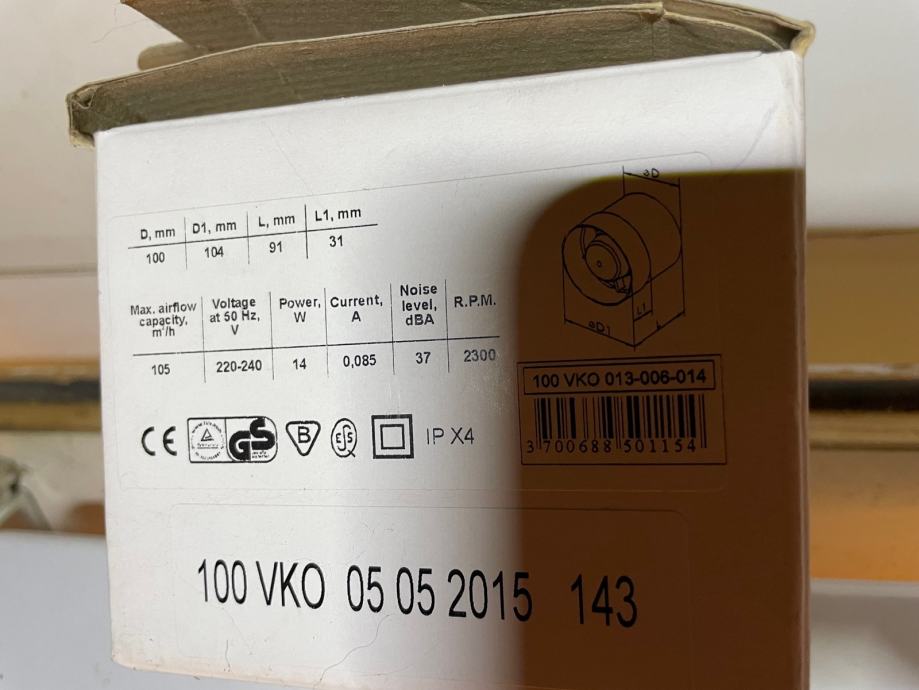 D, mm D1, mm L, mm L1, mm
100 104 91 31
Max. airflow capacity, m³/h Voltage at 50 Hz, V Power, W Current, A Noise level, dBA R.P.M.
105 220-240 14 0,085 37 2300
CE GS B IP X4
øD
øD1 L1 L
100 VKO 013-006-014
3 700688 501154
100 VKO 05 05 2015 143